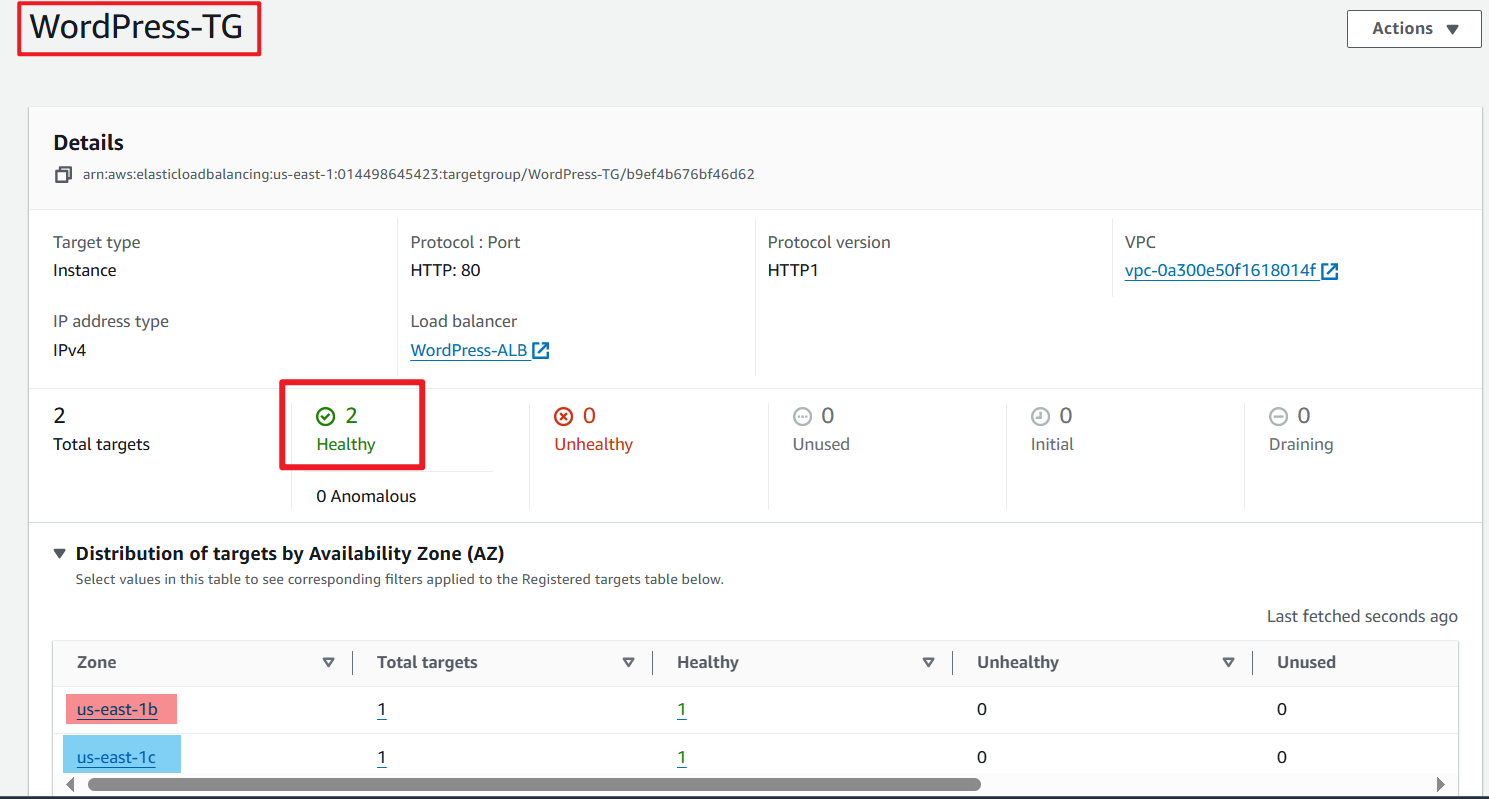 WordPress-TG
Actions
Details
arn:aws:elasticloadbalancing:us-east-1:014498645423:targetgroup/WordPress-TG/b9ef4b676bf46d62
Target type
Instance
Protocol : Port
HTTP: 80
Protocol version
HTTP1
VPC
vpc-0a300e50f1618014f
IP address type
IPv4
Load balancer
WordPress-ALB
2
Total targets
2
Healthy
0 Anomalous
0
Unhealthy
0
Unused
0
Initial
0
Draining
Distribution of targets by Availability Zone (AZ)
Select values in this table to see corresponding filters applied to the Registered targets table below.
Last fetched seconds ago
Zone Total targets Healthy Unhealthy Unused
us-east-1b 1 1 0 0
us-east-1c 1 1 0 0